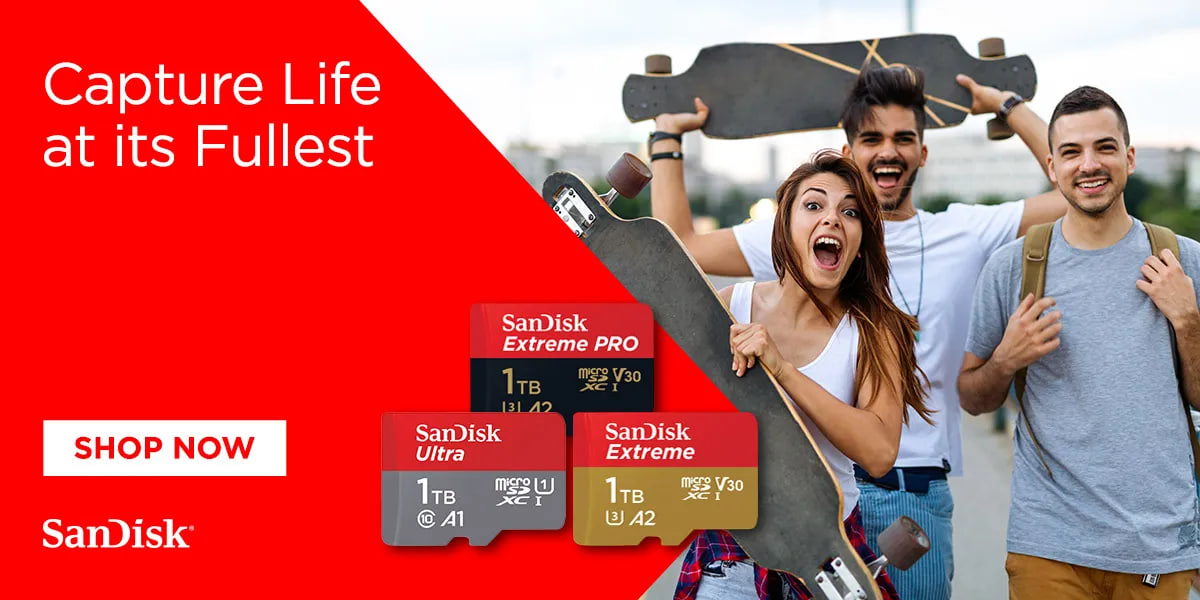 Capture Life
at its Fullest
SanDisk
Extreme PRO
1TB
micro SD XC I V30
3 A2
SanDisk
Ultra
1TB
micro SD XC I U1
10 A1
SanDisk
Extreme
1TB
micro SD XC I V30
3 A2
SHOP NOW
SanDisk®